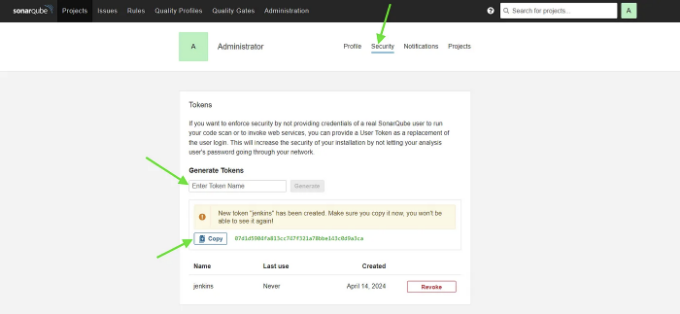 sonarqube Projects Issues Rules Quality Profiles Quality Gates Administration ? Search for projects... A
A Administrator Profile Security Notifications Projects
Tokens
If you want to enforce security by not providing credentials of a real SonarQube user to run
your code scan or to invoke web services, you can provide a User Token as a replacement
of the user login. This will increase the security of your installation by not letting your analysis
user's password going through your network.
Generate Tokens
Enter Token Name Generate
New token "jenkins" has been created. Make sure you copy it now, you won't be
able to see it again!
Copy
Name Last use Created
jenkins Never April 14, 2024 Revoke